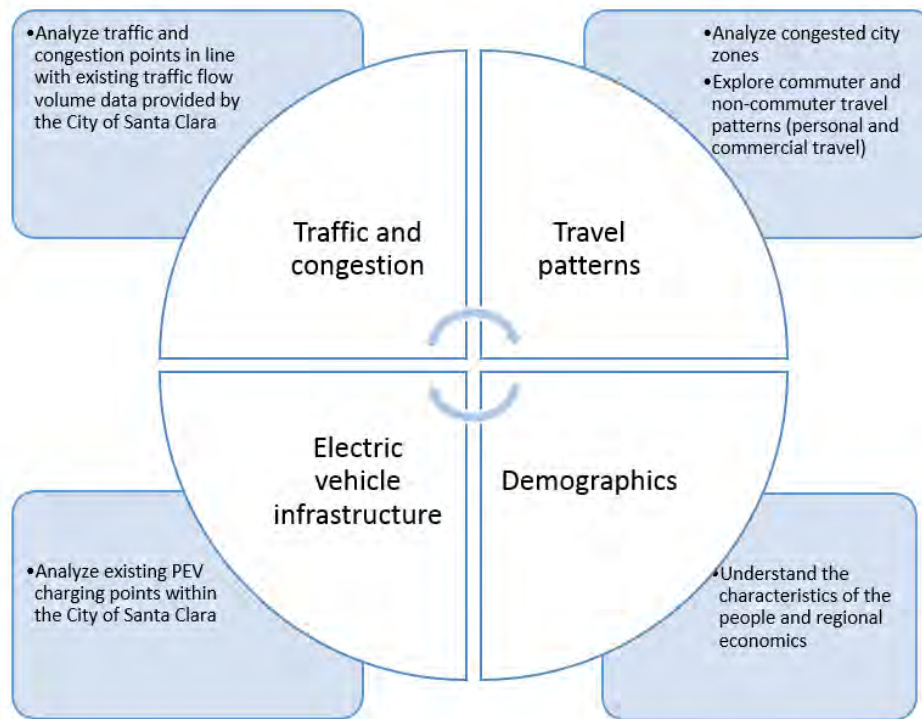 •Analyze traffic and
congestion points in line
with existing traffic flow
volume data provided by
the City of Santa Clara
•Analyze congested city
zones
•Explore commuter and
non-commuter travel
patterns (personal and
commercial travel)
Traffic and
congestion
Travel
patterns
Electric
vehicle
infrastructure
Demographics
•Analyze existing PEV
charging points within
the City of Santa Clara
•Understand the
characteristics of the
people and regional
economics